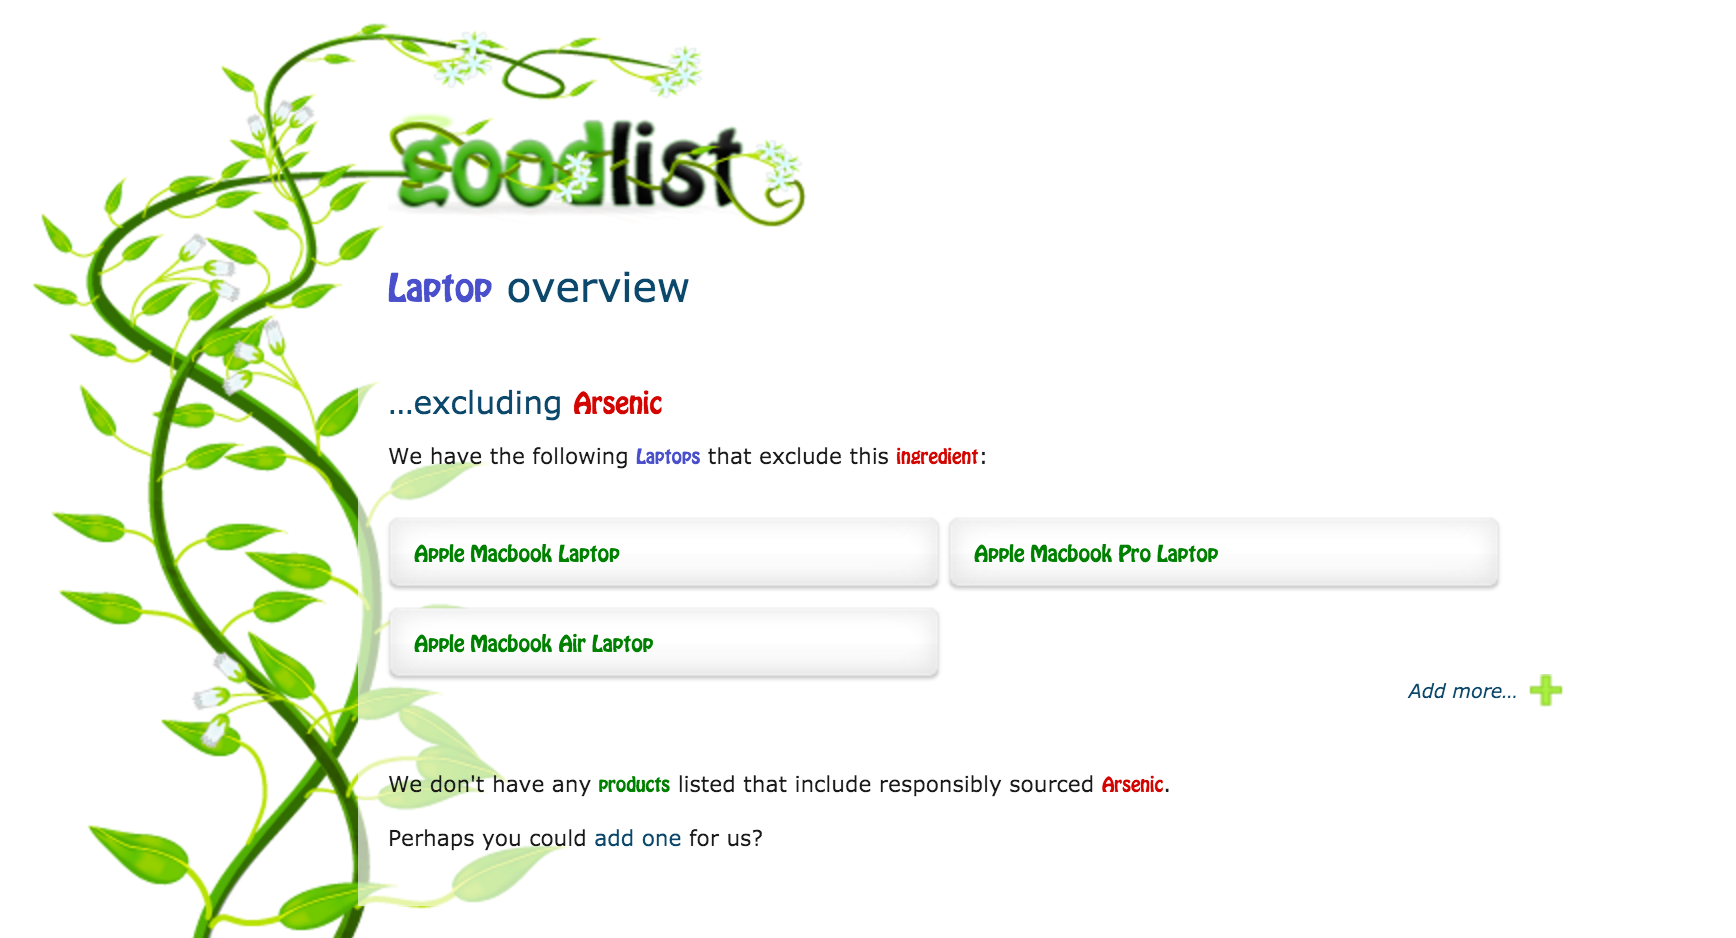 goodlist
Laptop overview
...excluding Arsenic
We have the following Laptops that exclude this ingredient:
Apple Macbook Laptop
Apple Macbook Pro Laptop
Apple Macbook Air Laptop
Add more...
We don't have any products listed that include responsibly sourced Arsenic.
Perhaps you could add one for us?